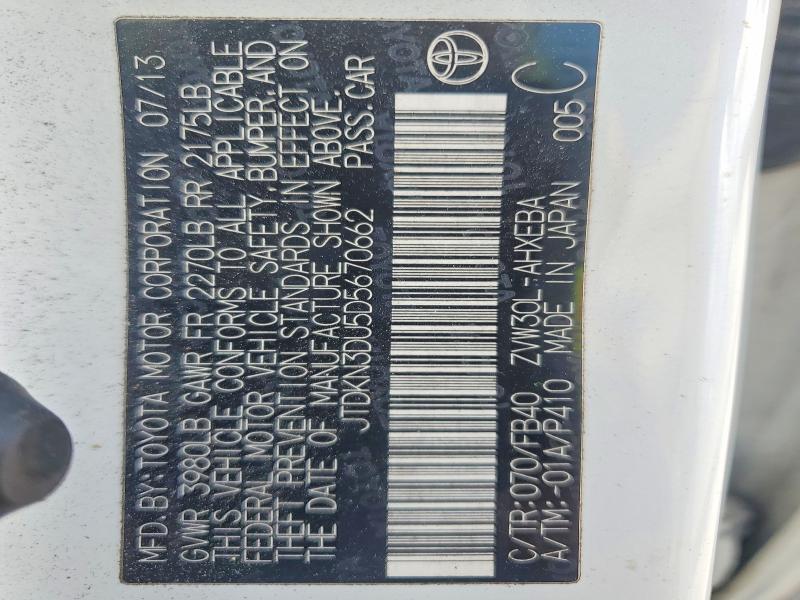 MFD.BY:TOYOTA MOTOR CORPORATION 07/13
GVWR 3980LB GAWR FR 2270LB RR 2175LB
THIS VEHICLE CONFORMS TO ALL APPLICABLE
FEDERAL MOTOR VEHICLE SAFETY,BUMPER,AND
THEFT PREVENTION STANDARDS IN EFFECT ON
THE DATE OF MANUFACTURE SHOWN ABOVE.
JTDKN3DU5D5670662 PASS.CAR
C/TR:070/FB40 ZVW30L-AHXEBA
A/TM:-01A/P410 MADE IN JAPAN
005 C